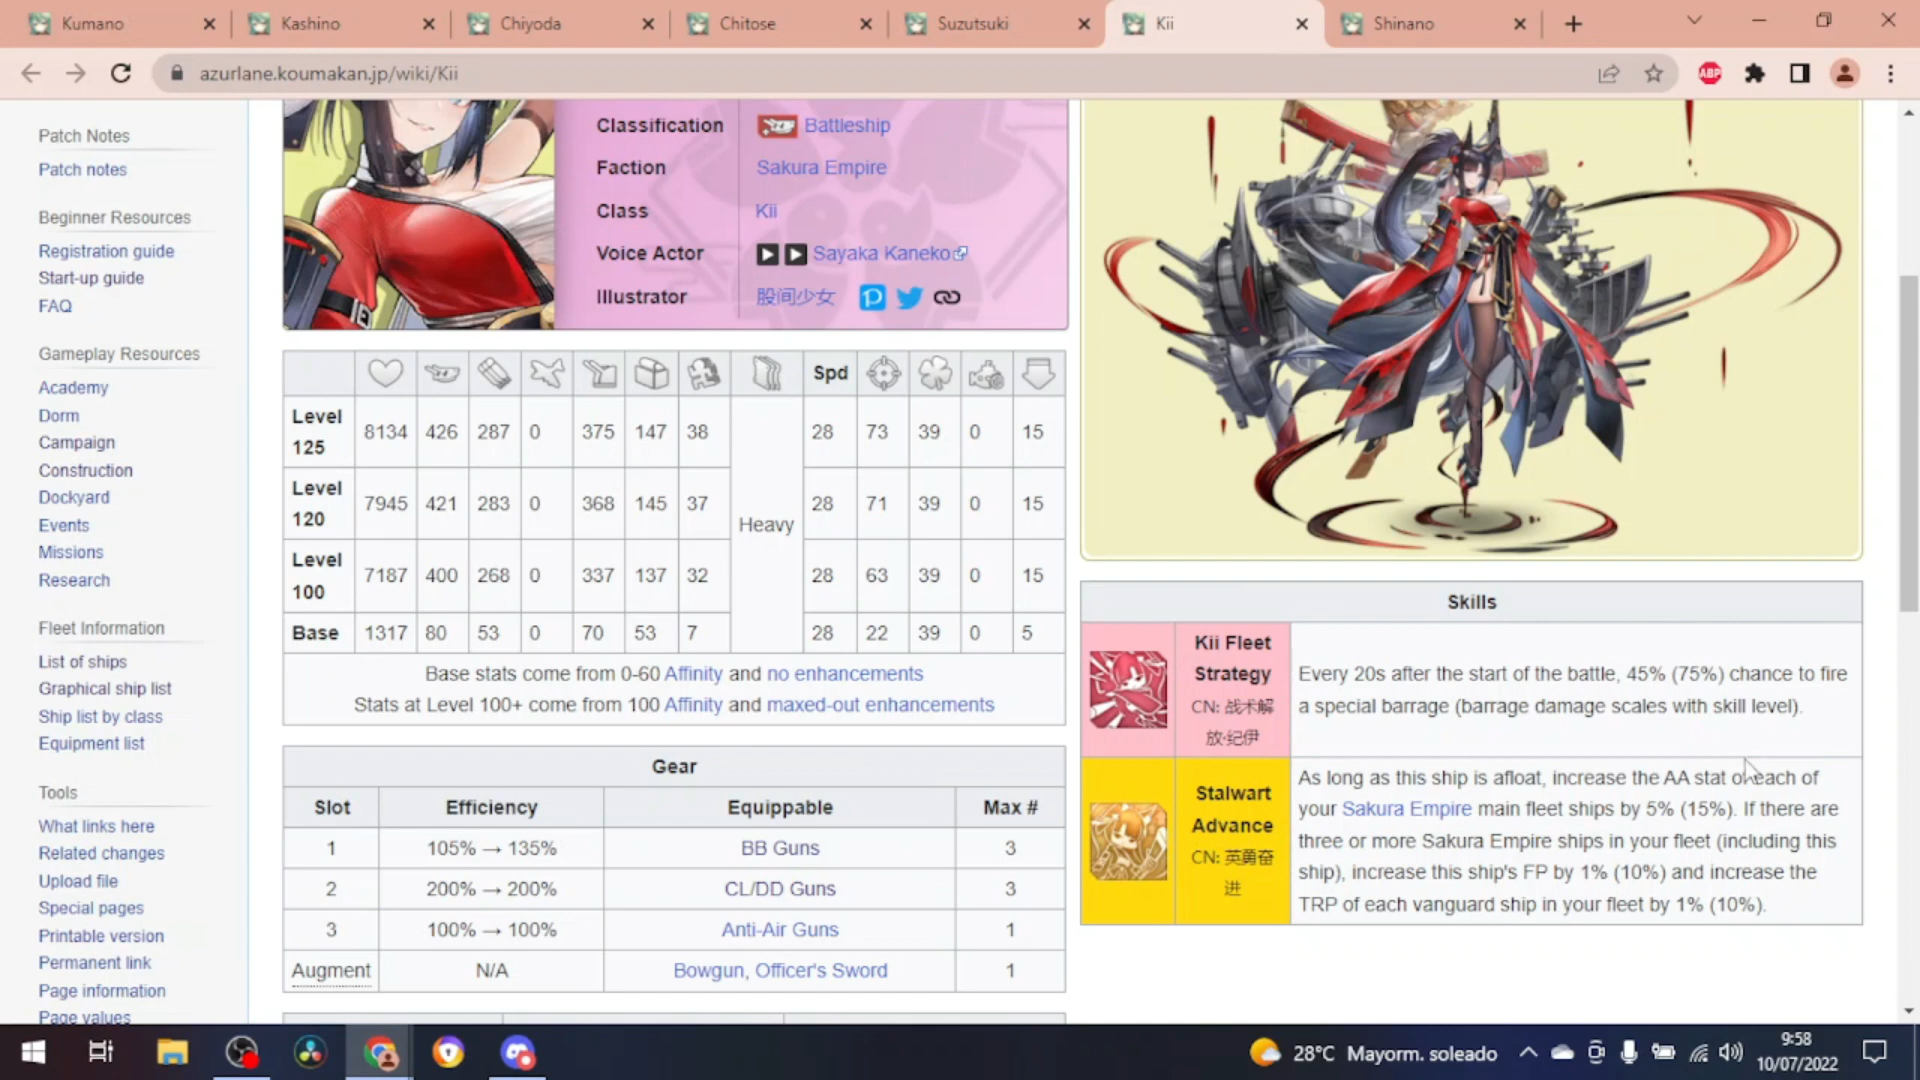 Kumano
Kashino
Chiyoda
Chitose
Suzutsuki
Kii
Shinano
azurlane.koumakan.jp/wiki/Kii
ABP
Patch Notes
Patch notes
Beginner Resources
Registration guide
Start-up guide
FAQ
Gameplay Resources
Academy
Dorm
Campaign
Construction
Dockyard
Events
Missions
Research
Fleet Information
List of ships
Graphical ship list
Ship list by class
Equipment list
Tools
What links here
Related changes
Upload file
Special pages
Printable version
Permanent link
Page information
Page values
Classification Battleship
Faction Sakura Empire
Class Kii
Voice Actor Sayaka Kaneko
Illustrator 股间少女
Spd
Level 125 8134 426 287 0 375 147 38 28 73 39 0 15
Level 120 7945 421 283 0 368 145 37 Heavy 28 71 39 0 15
Level 100 7187 400 268 0 337 137 32 28 63 39 0 15
Base 1317 80 53 0 70 53 7 28 22 39 0 5
Base stats come from 0-60 Affinity and no enhancements
Stats at Level 100+ come from 100 Affinity and maxed-out enhancements
Gear
Slot Efficiency Equippable Max #
1 105% → 135% BB Guns 3
2 200% → 200% CL/DD Guns 3
3 100% → 100% Anti-Air Guns 1
Augment N/A Bowgun, Officer's Sword 1
Skills
Kii Fleet
Strategy
CN: 战术解
放·纪伊
Every 20s after the start of the battle, 45% (75%) chance to fire
a special barrage (barrage damage scales with skill level).
Stalwart
Advance
CN: 英勇奋
进
As long as this ship is afloat, increase the AA stat of each of
your Sakura Empire main fleet ships by 5% (15%). If there are
three or more Sakura Empire ships in your fleet (including this
ship), increase this ship's FP by 1% (10%) and increase the
TRP of each vanguard ship in your fleet by 1% (10%).
28°C Mayorm. soleado
9:58
10/07/2022